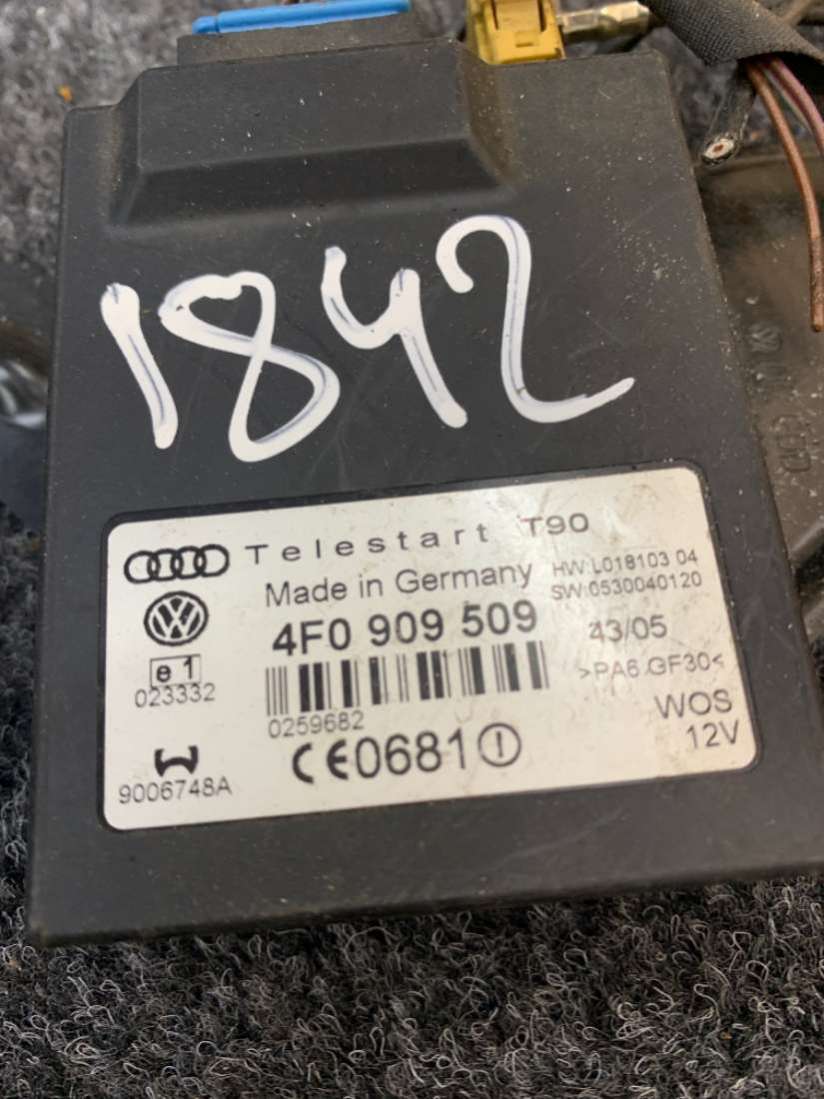 1842
Telestart T90
Made in Germany
HW:L018103 04
SW:0530040120
4F0 909 509
43/05
e1
023332
>PA6.GF30<
0259682
WOS
12V
CE0681
9006748A